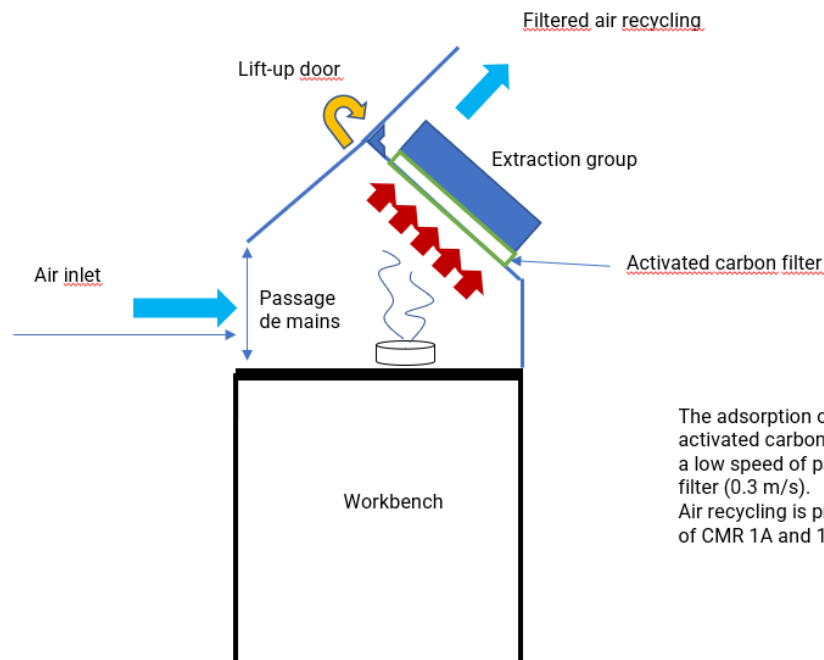 Filtered air recycling
Lift-up door
Extraction group
Activated carbon filter
Air inlet
Passage
de mains
The adsorption
activated carbon
a low speed of
filter (0.3 m/s).
Air recycling is
of CMR 1A and
Workbench